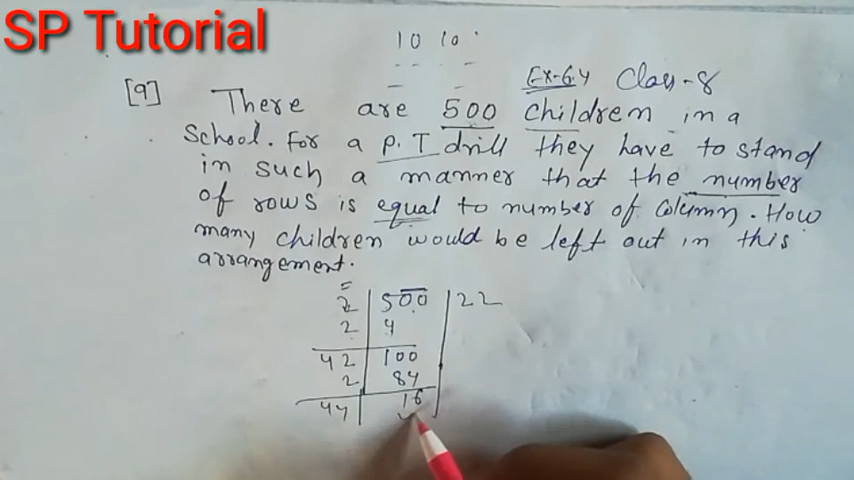 SP Tutorial
10 10
Ex-6.4 Class-8
[9] There are 500 children in a
School. For a P.T drill they have to stand
in such a manner that the number
of rows is equal to number of Column. How
many children would be left out in this
arrangement.
2 500 22
2 4
42 100
2 84
44 16